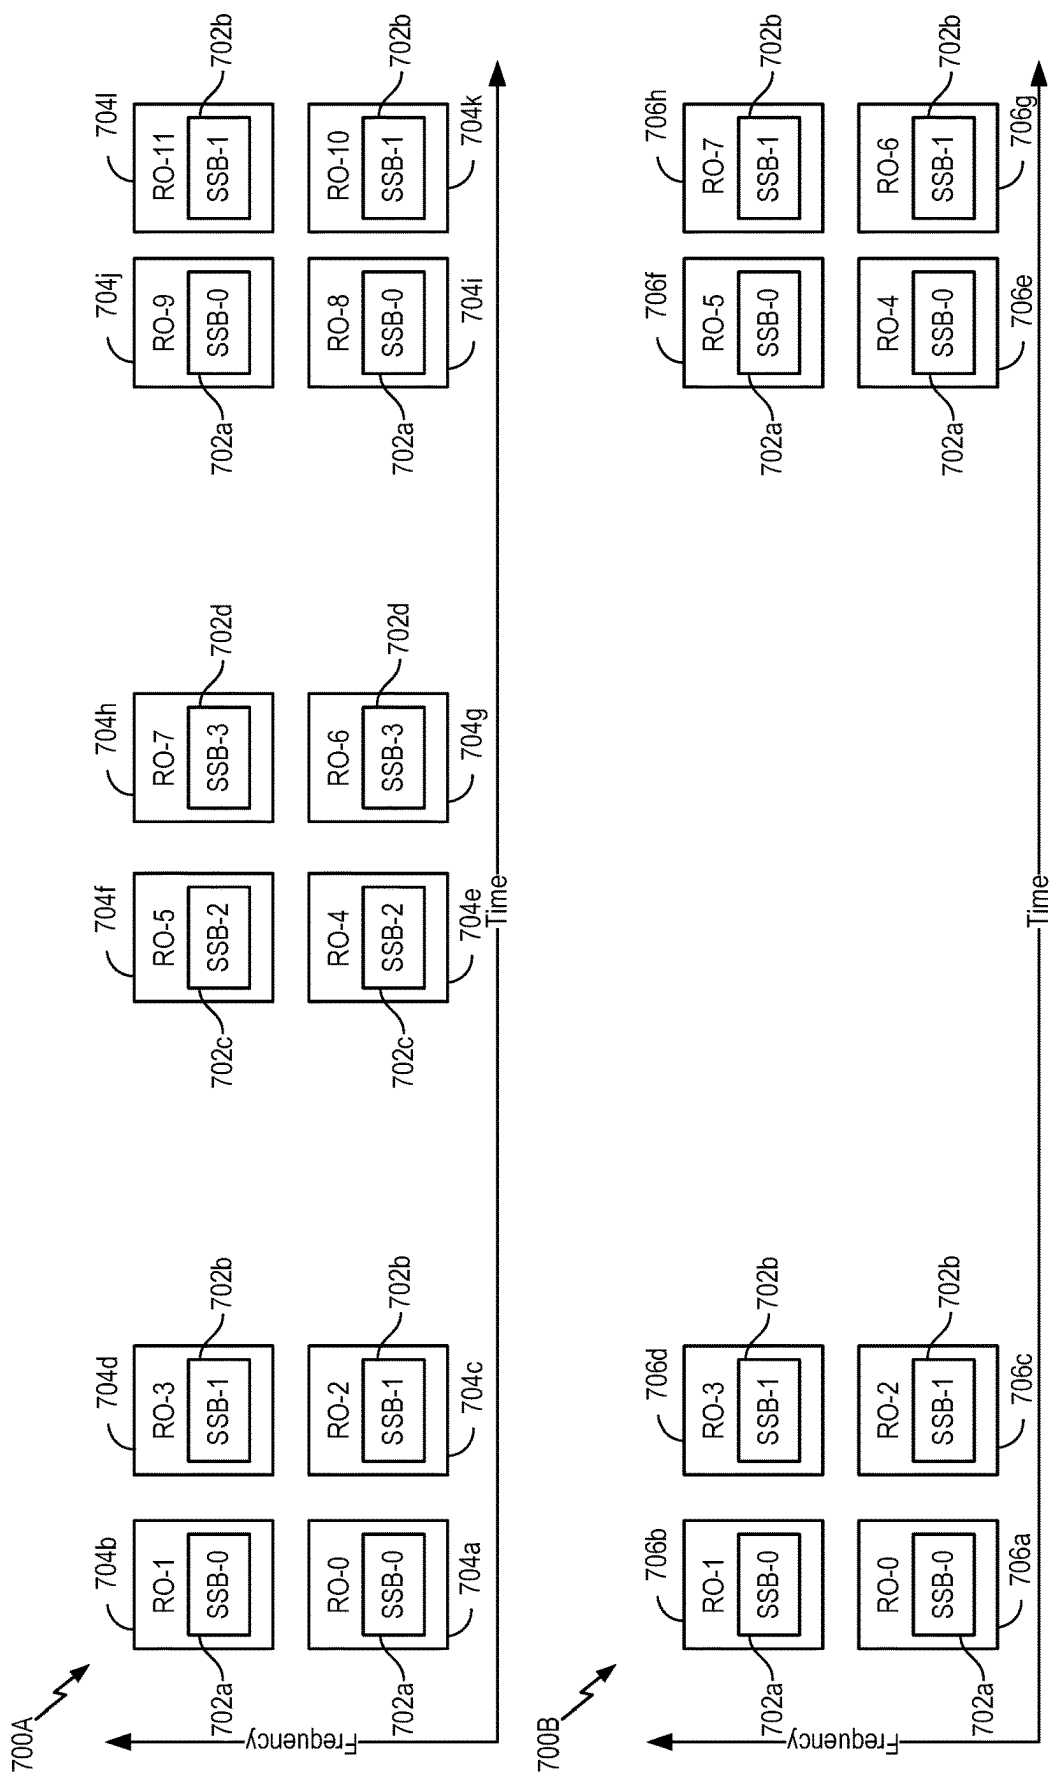 700A
Frequency
704b
RO-1
SSB-0
702a
704d
RO-3
SSB-1
702b
704f
RO-5
SSB-2
702c
704h
RO-7
SSB-3
702d
704j
RO-9
SSB-0
702a
704l
RO-11
SSB-1
702b
RO-0
SSB-0
702a
704a
RO-2
SSB-1
702b
704c
RO-4
SSB-2
702c
704e
RO-6
SSB-3
702d
704g
RO-8
SSB-0
702a
704i
RO-10
SSB-1
702b
704k
Time
700B
Frequency
706b
RO-1
SSB-0
702a
706d
RO-3
SSB-1
702b
706f
RO-5
SSB-0
702a
706h
RO-7
SSB-1
702b
RO-0
SSB-0
702a
706a
RO-2
SSB-1
702b
706c
RO-4
SSB-0
702a
706e
RO-6
SSB-1
702b
706g
Time